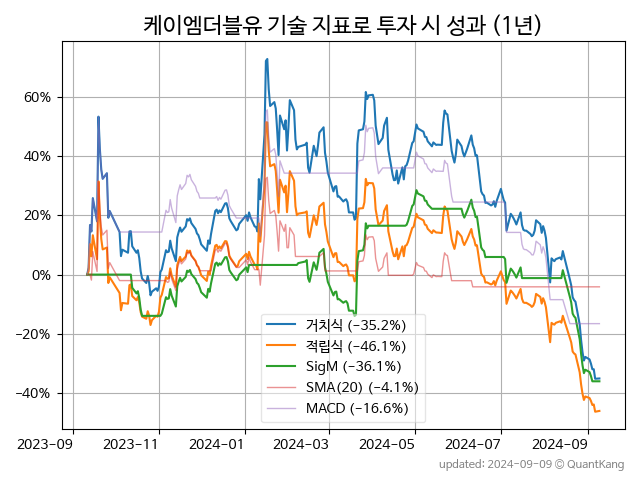 케이엠더블유 기술 지표로 투자 시 성과 (1년)
60%
40%
20%
0%
−20%
−40%
거치식 (−35.2%)
적립식 (−46.1%)
SigM (−36.1%)
SMA(20) (−4.1%)
MACD (−16.6%)
2023-09 2023-11 2024-01 2024-03 2024-05 2024-07 2024-09
updated: 2024-09-09 © QuantKang